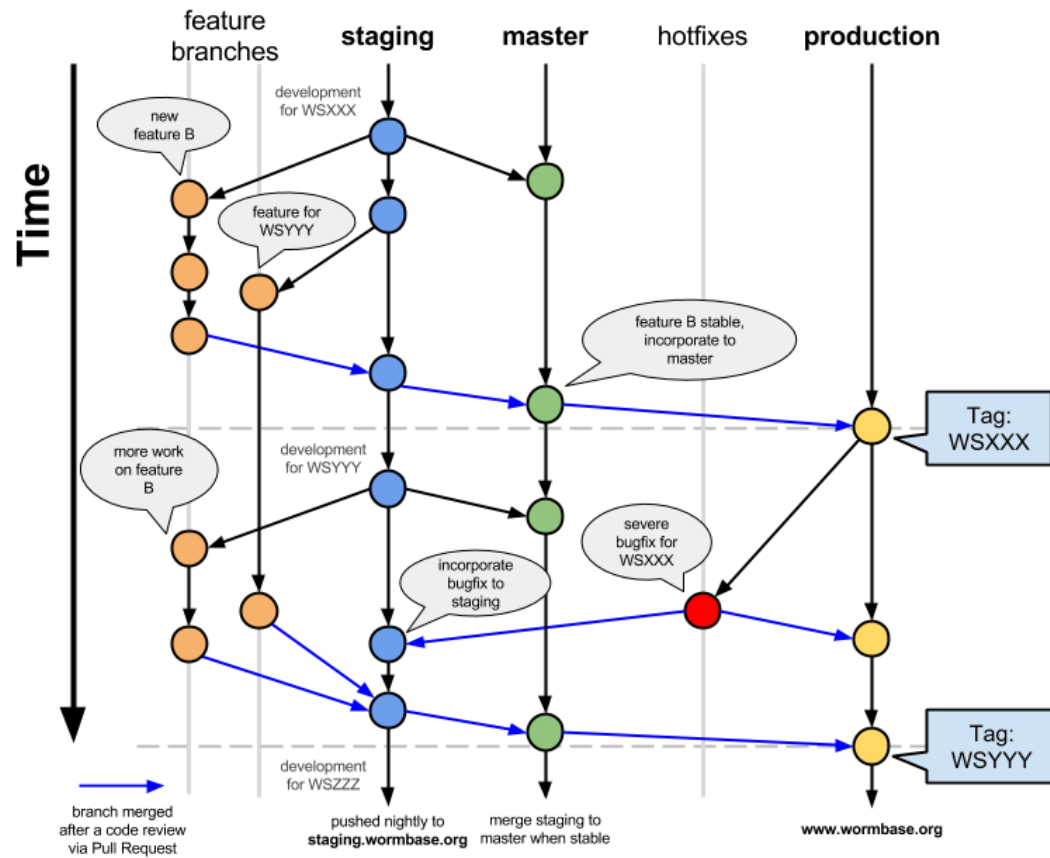 feature
branches
staging
master
hotfixes
production
Time
development
for WSXXX
new
feature B
feature for
WSYYY
feature B stable,
incorporate to
master
Tag:
WSXXX
more work
on feature
B
development
for WSYYY
severe
bugfix for
WSXXX
incorporate
bugfix to
staging
Tag:
WSYYY
development
for WSZZZ
branch merged
after a code review
via Pull Request
pushed nightly to
staging.wormbase.org
merge staging to
master when stable
www.wormbase.org